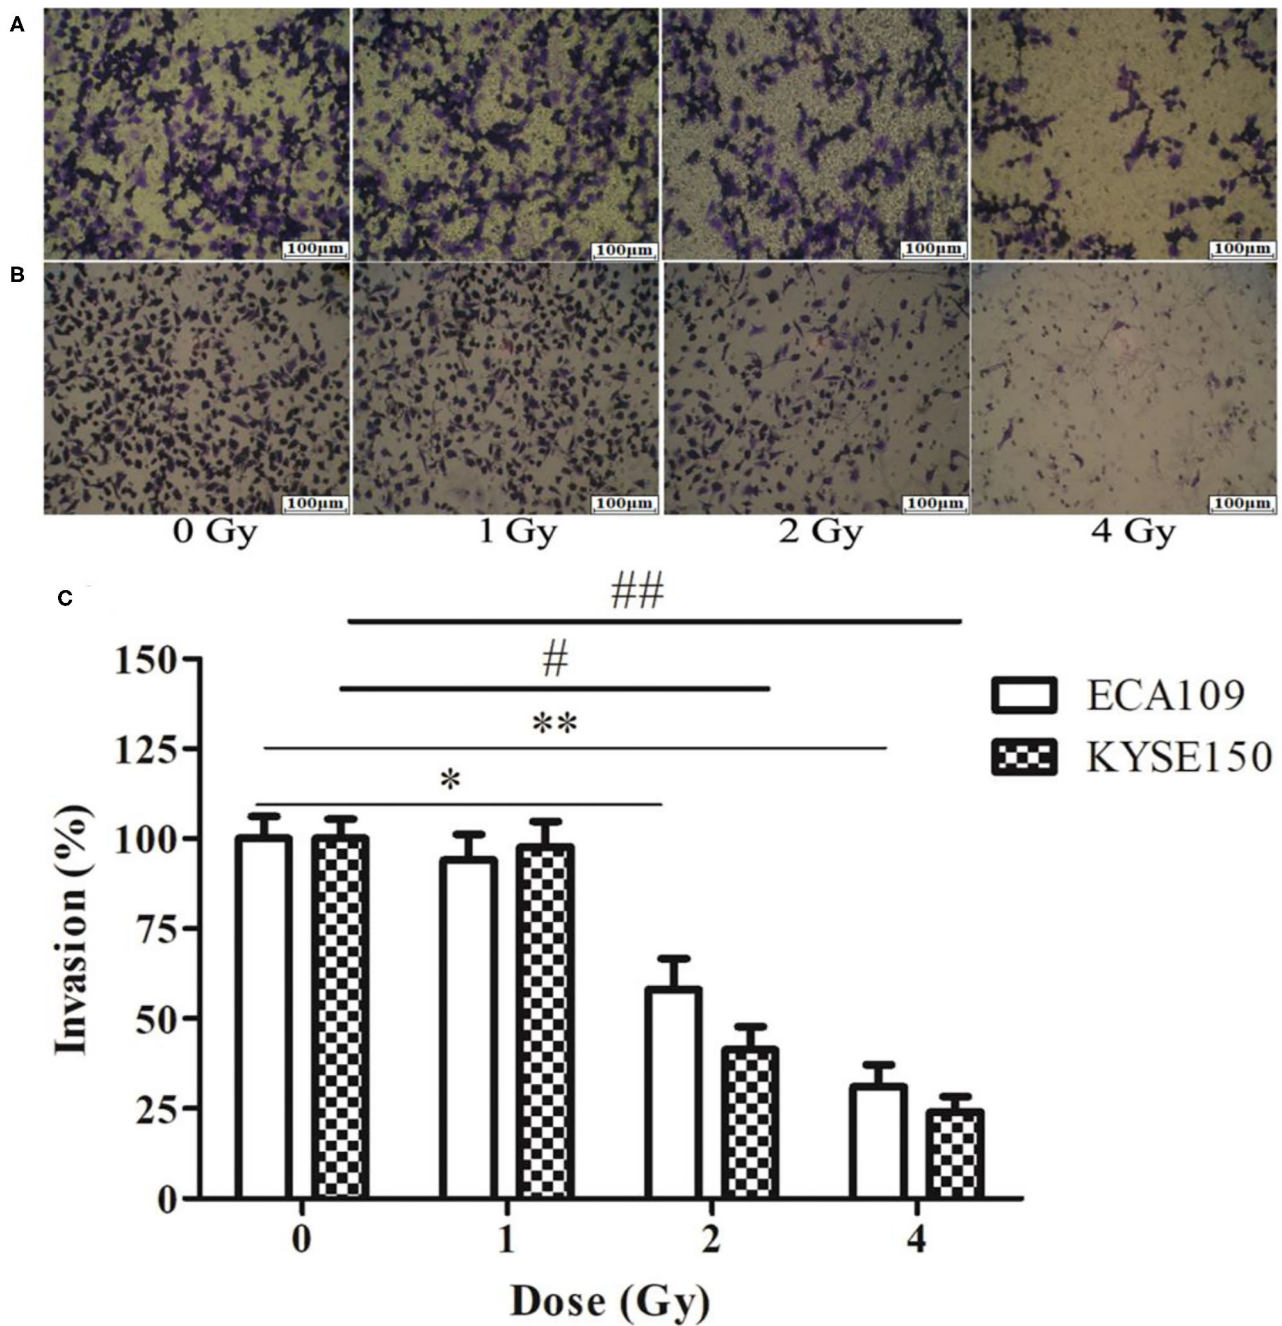 A
100μm 100μm 100μm 100μm
B
100μm 100μm 100μm 100μm
0 Gy 1 Gy 2 Gy 4 Gy
C
##
#
**
*
150
125
100
75
50
25
0
Invasion (%)
ECA109
KYSE150
0 1 2 4
Dose (Gy)